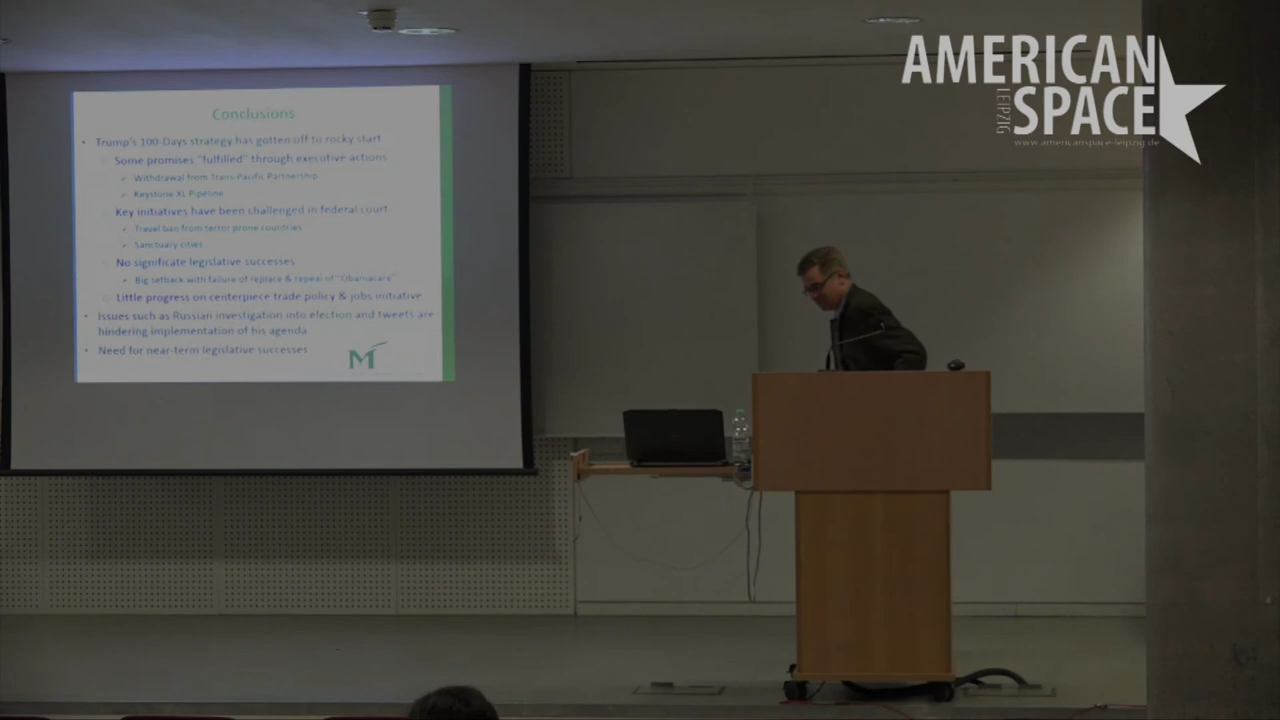 AMERICAN
LEIPZIG
SPACE
www.americanspace-leipzig.de
Conclusions
• Trump's 100-Days strategy has gotten off to rocky start
Some promises "fulfilled" through executive actions
➢ Withdrawal from Trans-Pacific Partnership
➢ Keystone XL Pipeline
Key initiatives have been challenged in federal court
➢ Travel ban from terror prone countries
➢ Sanctuary cities
No significate legislative successes
➢ Big setback with failure of replace & repeal of "Obamacare"
Little progress on centerpiece trade policy & jobs initiative
• Issues such as Russian investigation into election and tweets are
hindering implementation of his agenda
• Need for near-term legislative successes
M